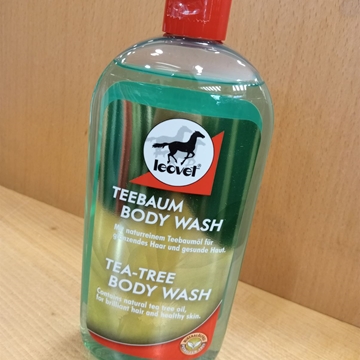 leovet
TEEBAUM
BODY WASH
Mit naturreinem Teebaumöl für
glänzendes Haar und gesunde Haut.
TEA-TREE
BODY WASH
Contains natural tea tree oil,
for brilliant hair and healthy skin.